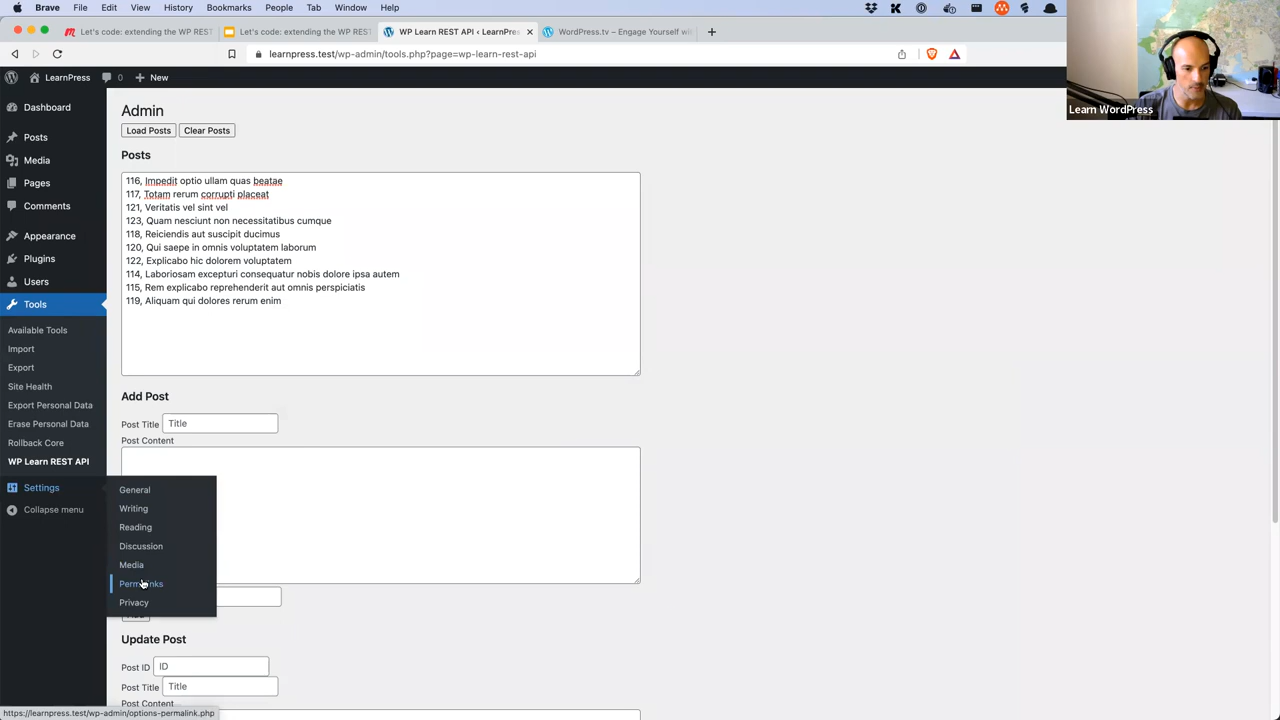 Brave File Edit View History Bookmarks People Tab Window Help
Let's code: extending the WP REST
Let's code: extending the WP REST
WP Learn REST API ‹ LearnPres
WordPress.tv – Engage Yourself wi
learnpress.test/wp-admin/tools.php?page=wp-learn-rest-api
LearnPress 0 New
Learn WordPress
Dashboard
Posts
Media
Pages
Comments
Appearance
Plugins
Users
Tools
Available Tools
Import
Export
Site Health
Export Personal Data
Erase Personal Data
Rollback Core
WP Learn REST API
Settings
Collapse menu
General
Writing
Reading
Discussion
Media
Permalinks
Privacy
Admin
Load Posts Clear Posts
Posts
116, Impedit optio ullam quas beatae
117, Totam rerum corrupti placeat
121, Veritatis vel sint vel
123, Quam nesciunt non necessitatibus cumque
118, Reiciendis aut suscipit ducimus
120, Qui saepe in omnis voluptatem laborum
122, Explicabo hic dolorem voluptatem
114, Laboriosam excepturi consequatur nobis dolore ipsa autem
115, Rem explicabo reprehenderit aut omnis perspiciatis
119, Aliquam qui dolores rerum enim
Add Post
Post Title Title
Post Content
Update Post
Post ID ID
Post Title Title
Post Content
https://learnpress.test/wp-admin/options-permalink.php